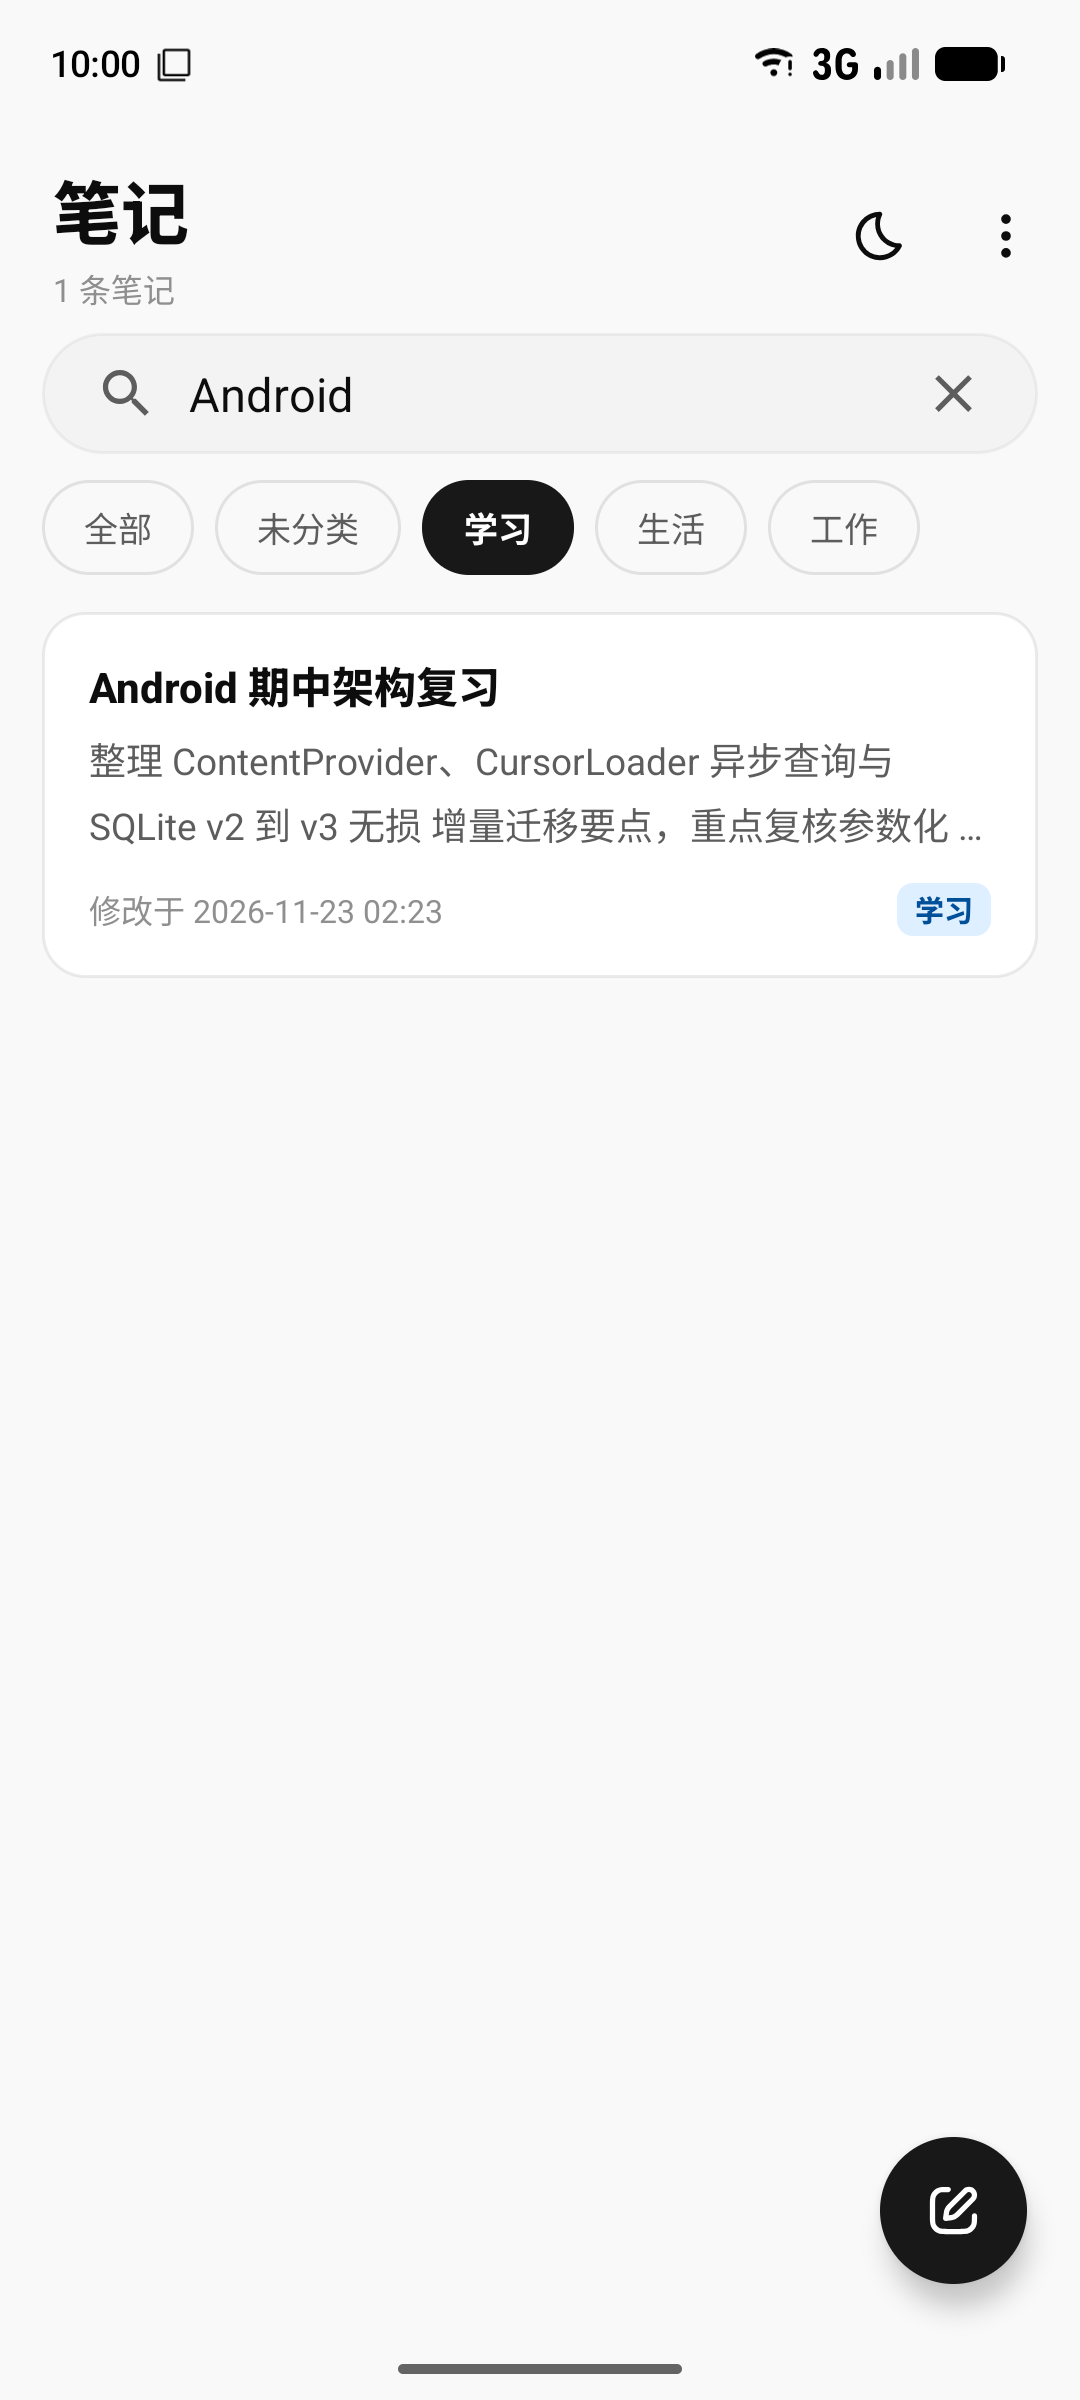 10:00
3G
笔记
1 条笔记
Android
全部 未分类 学习 生活 工作
Android 期中架构复习
整理 ContentProvider、CursorLoader 异步查询与
SQLite v2 到 v3 无损 增量迁移要点，重点复核参数化 ...
修改于 2026-11-23 02:23
学习